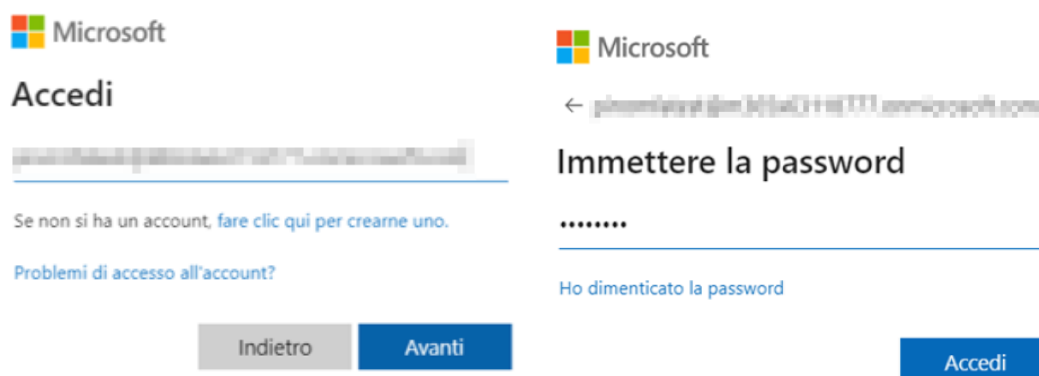 Microsoft
Accedi
Se non si ha un account, fare clic qui per crearne uno.
Problemi di accesso all'account?
Indietro
Avanti
Microsoft
←
Immettere la password
••••••••
Ho dimenticato la password
Accedi